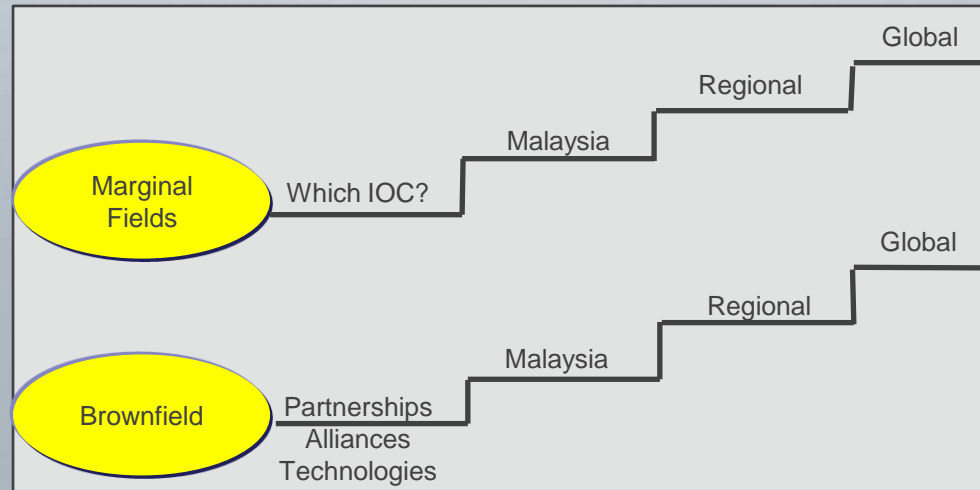 Global
Regional
Malaysia
Marginal
Fields
Which IOC?
Global
Regional
Malaysia
Brownfield
Partnerships
Alliances
Technologies